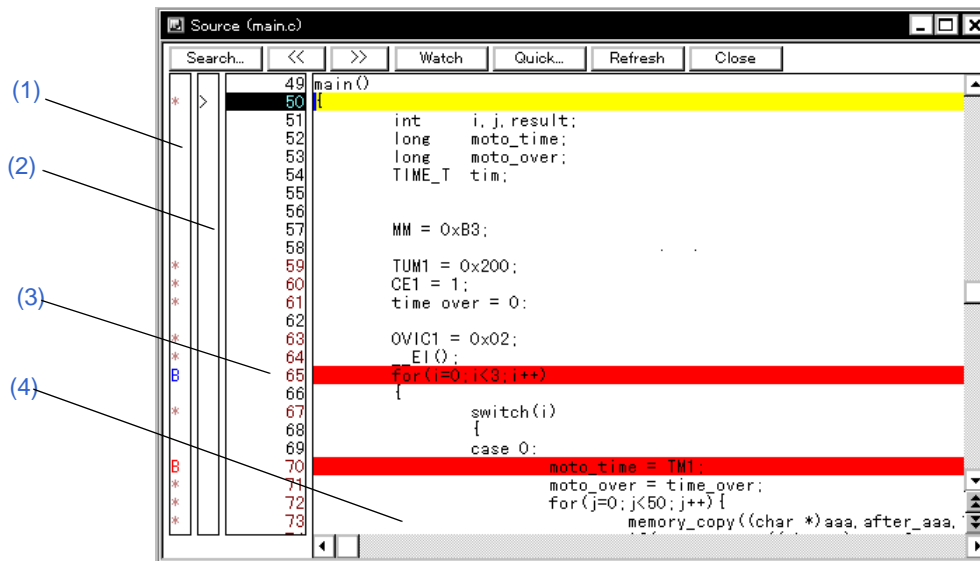 Source (main.c)
Search... << >> Watch Quick... Refresh Close
49 main()
* > 50 {
51 int i,j,result;
52 long moto_time;
53 long moto_over;
54 TIME_T tim;
55
56
57 MM = 0xB3;
58
* 59 TUM1 = 0x200;
* 60 CE1 = 1;
* 61 time over = 0:
62
* 63 OVIC1 = 0x02;
* 64 __EI();
B 65 for(i=0;i<3;i++)
66 {
* 67 switch(i)
68 {
69 case 0:
B 70 moto_time = TM1;
* 71 moto_over = time_over;
* 72 for(j=0;j<50;j++){
* 73 memory_copy((char *)aaa,after_aaa,
(1)
(2)
(3)
(4)